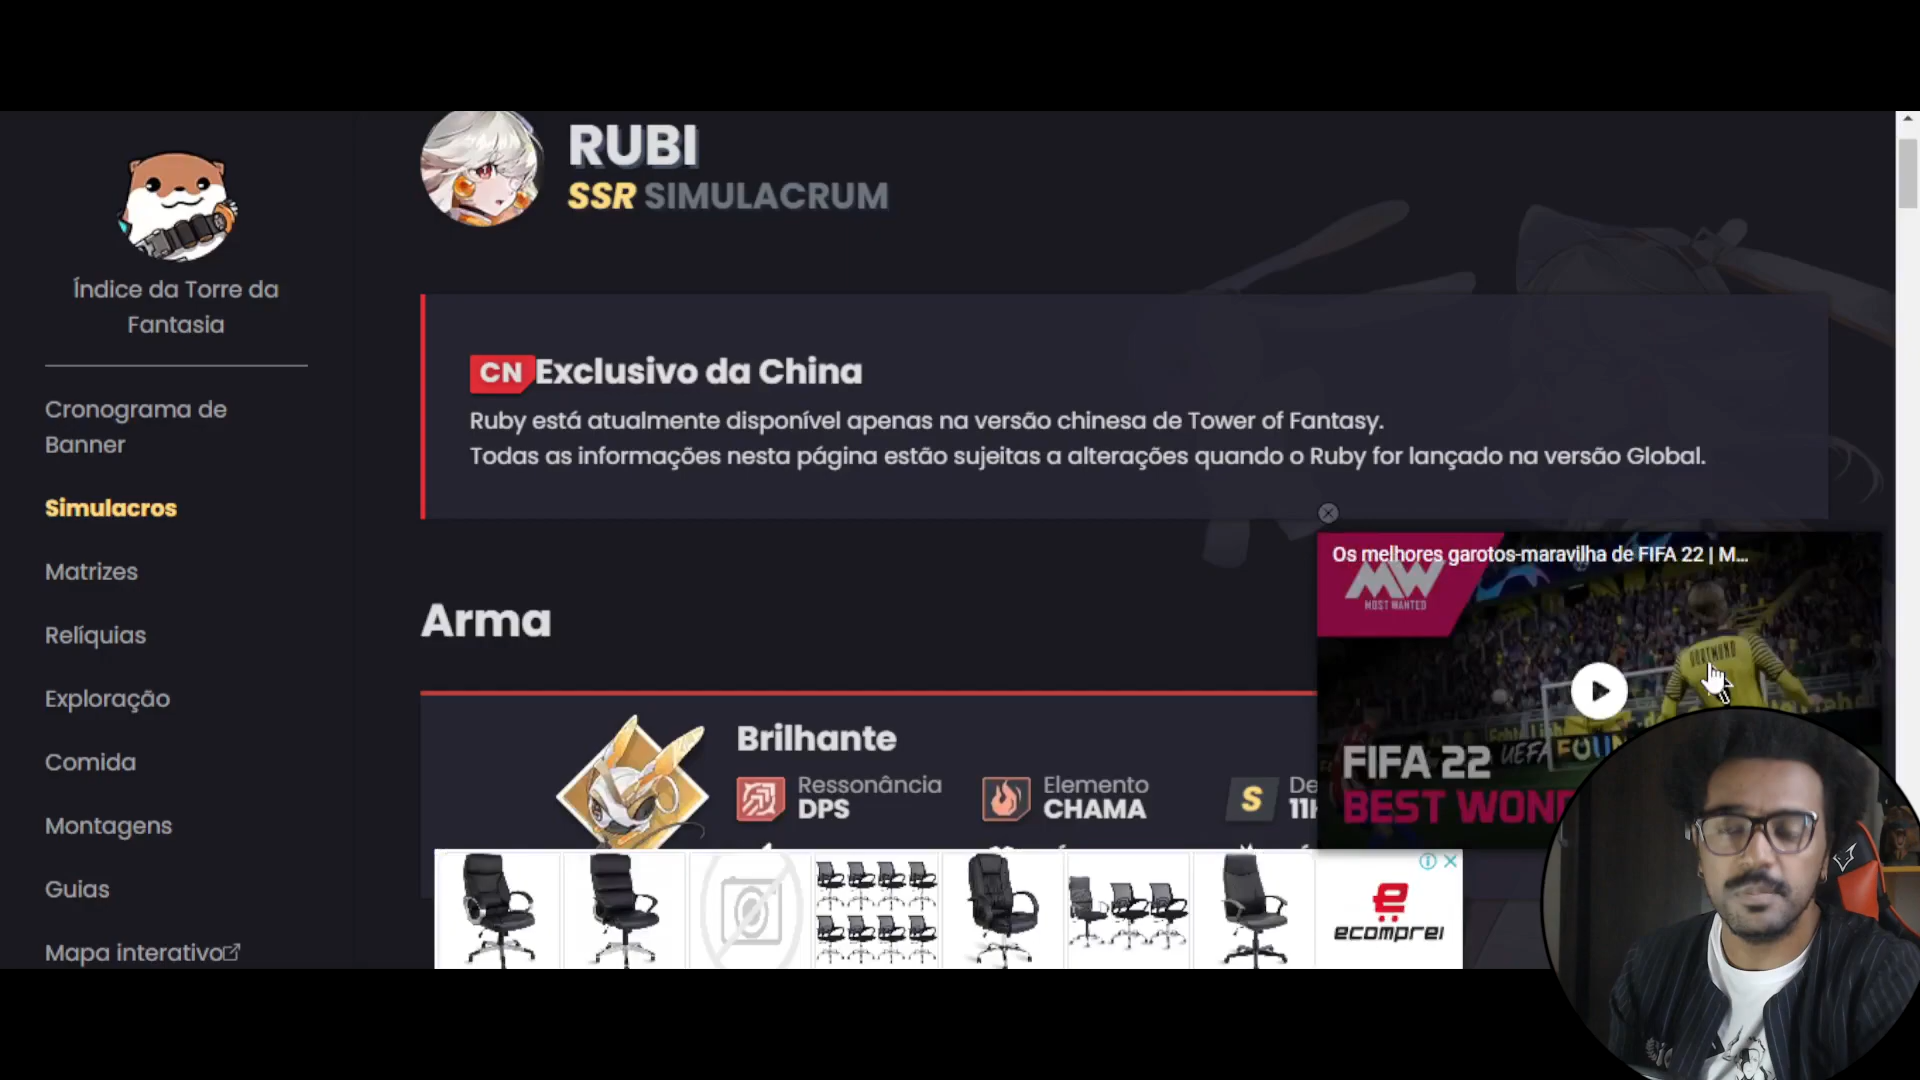 RUBI
SSR SIMULACRUM
Índice da Torre da
Fantasia
Cronograma de
Banner
Simulacros
Matrizes
Relíquias
Exploração
Comida
Montagens
Guias
Mapa interativo
CN Exclusivo da China
Ruby está atualmente disponível apenas na versão chinesa de Tower of Fantasy.
Todas as informações nesta página estão sujeitas a alterações quando o Ruby for lançado na versão Global.
Arma
Brilhante
Ressonância
DPS
Elemento
CHAMA
S
De
Os melhores garotos-maravilha de FIFA 22 | M...
MW
MOST WANTED
DORTMUND
FIFA 22
UEFA
BEST WON
e
ecomprei